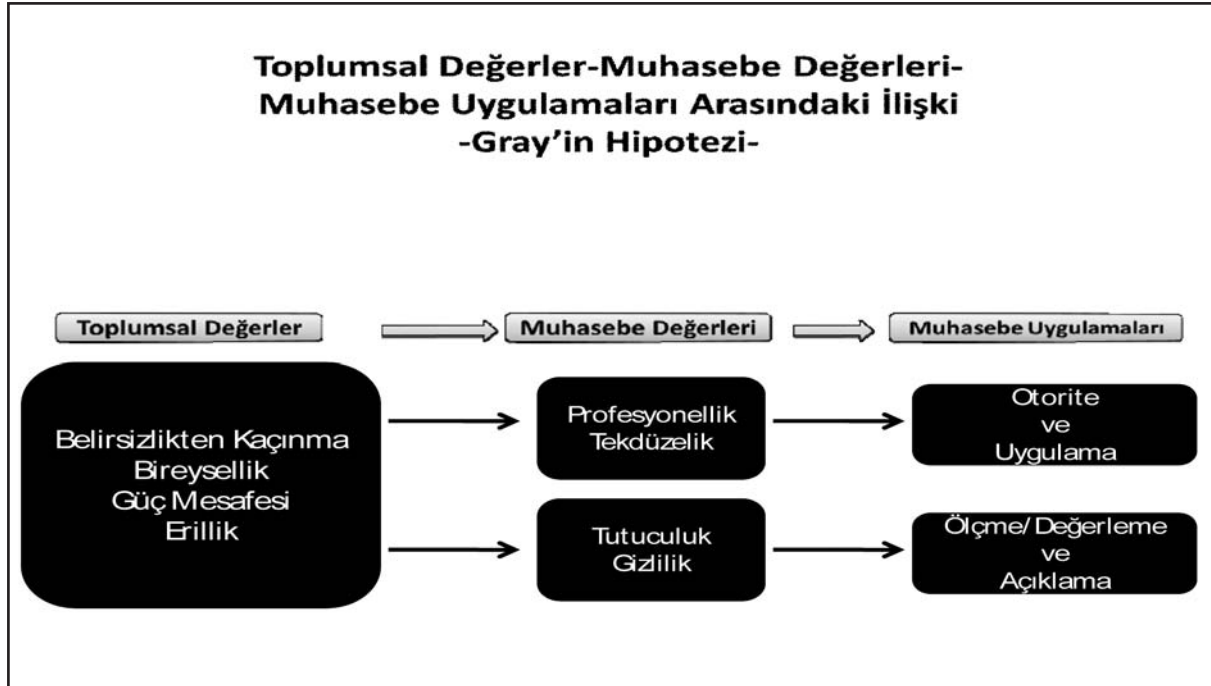 Toplumsal Değerler-Muhasebe Değerleri-
Muhasebe Uygulamaları Arasındaki İlişki
-Gray’in Hipotezi-
Toplumsal Değerler
Muhasebe Değerleri
Muhasebe Uygulamaları
Belirsizlikten Kaçınma
Bireysellik
Güç Mesafesi
Erillik
Profesyonellik
Tekdüzelik
Otorite
ve
Uygulama
Tutuculuk
Gizlilik
Ölçme/Değerleme
ve
Açıklama